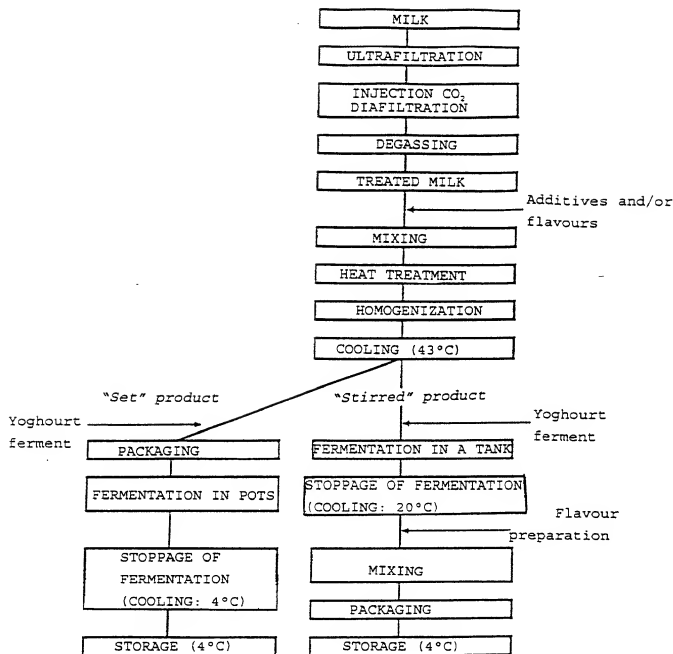 MILK
ULTRAFILTRATION
INJECTION CO₂
DIAFILTRATION
DEGASSING
TREATED MILK
Additives and/or
flavours
MIXING
HEAT TREATMENT
HOMOGENIZATION
COOLING (43°C)
"Set" product
"Stirred" product
Yoghourt
ferment
Yoghourt
ferment
PACKAGING
FERMENTATION IN A TANK
FERMENTATION IN POTS
STOPPAGE OF FERMENTATION
(COOLING: 20°C)
Flavour
preparation
STOPPAGE OF
FERMENTATION
(COOLING: 4°C)
MIXING
PACKAGING
STORAGE (4°C)
STORAGE (4°C)